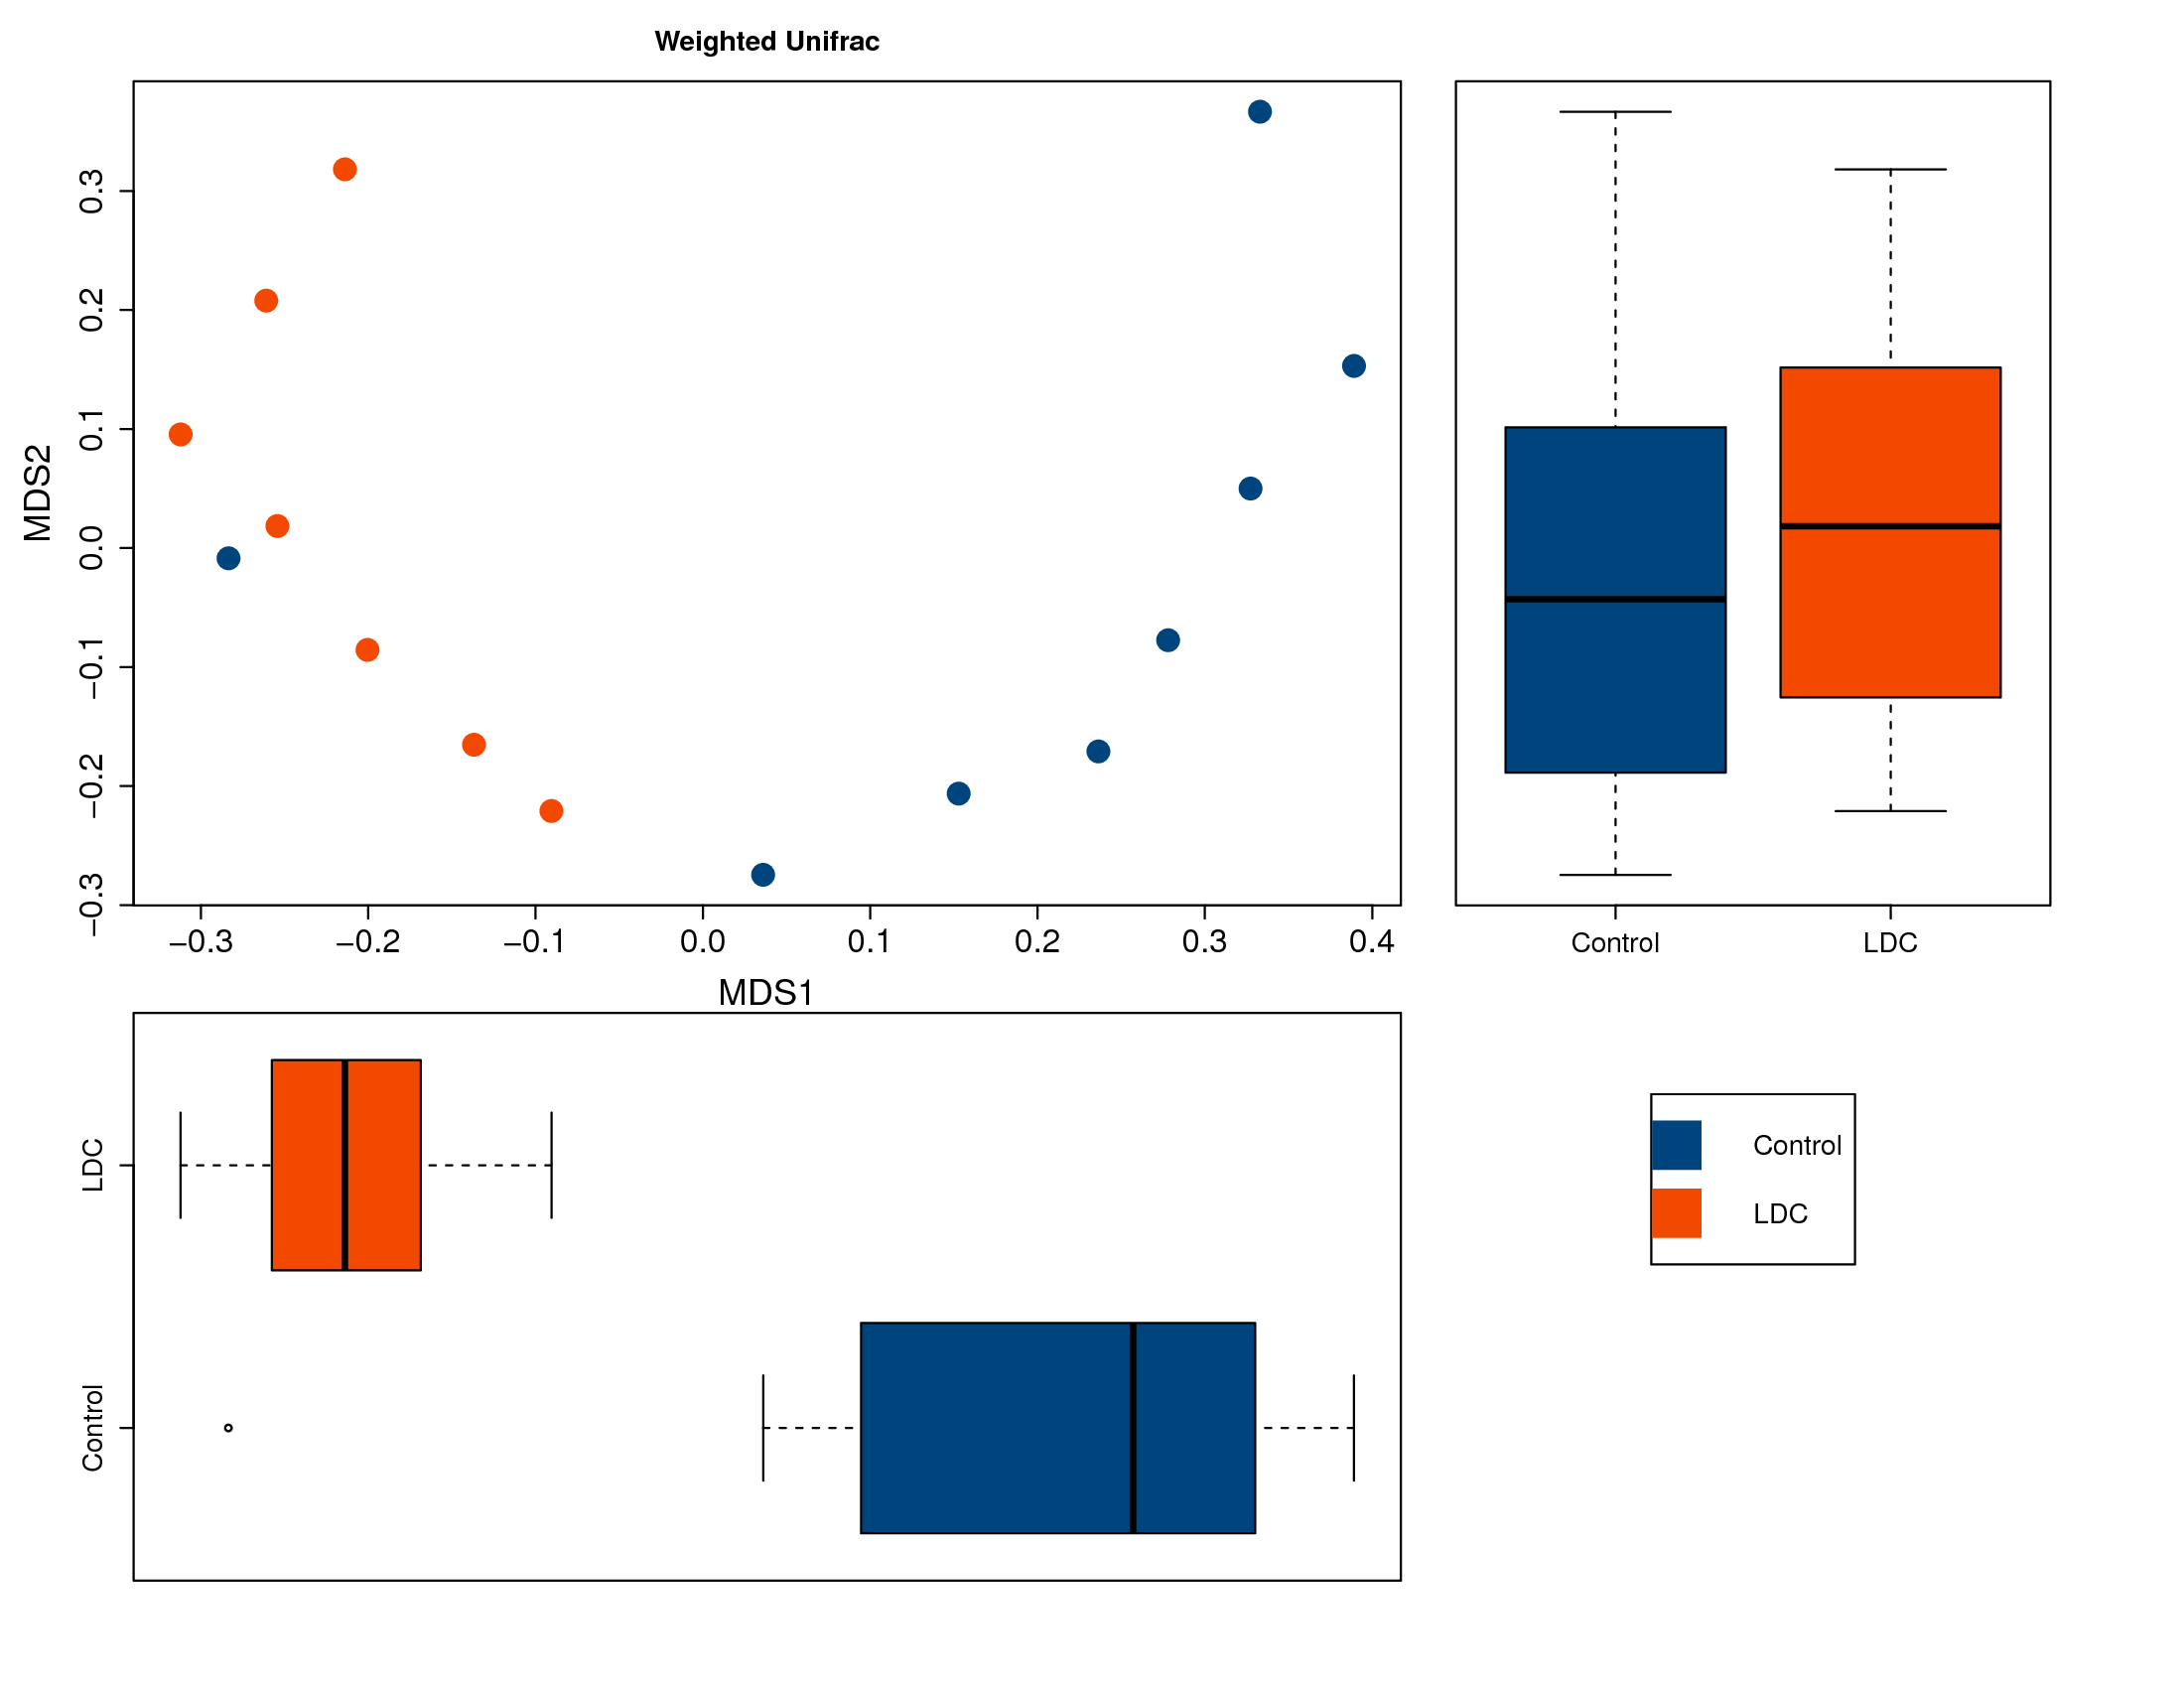 Weighted Unifrac
MDS2
0.3
0.2
0.1
0.0
−0.1
−0.2
−0.3
−0.3 −0.2 −0.1 0.0 0.1 0.2 0.3 0.4
MDS1
Control LDC
LDC
Control
Control
LDC